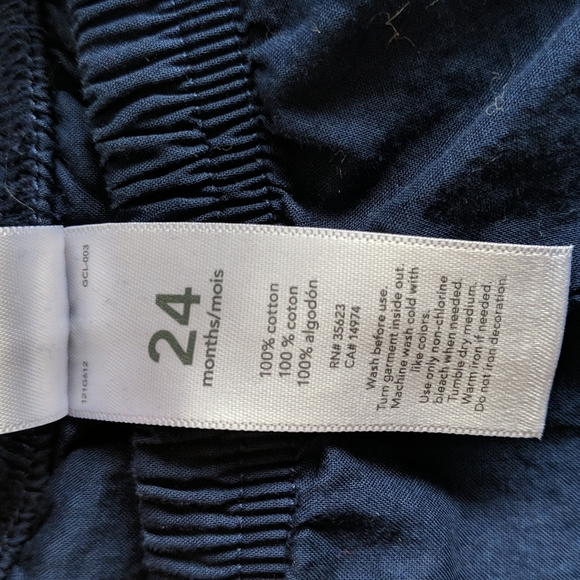 121G612
GCL-003
24
months/mois
100% cotton
100 % coton
100% algodón
RN# 35623
CA# 14974
Wash before use.
Turn garment inside out.
Machine wash cold with
like colors.
Use only non-chlorine
bleach when needed.
Tumble dry medium.
Warm iron if needed.
Do not iron decoration.